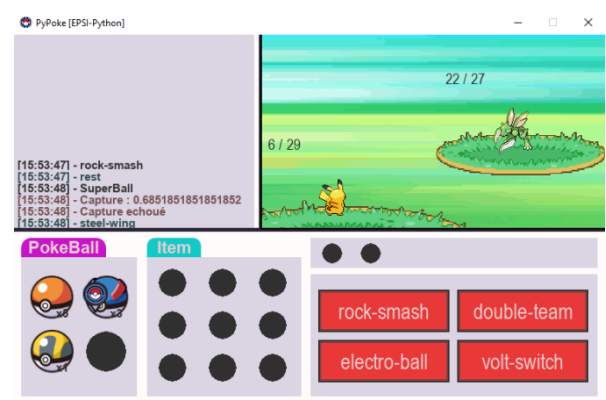 PyPoke [EPSI-Python]
22 / 27
6 / 29
[15:53:47] - rock-smash
[15:53:47] - rest
[15:53:48] - SuperBall
[15:53:48] - Capture : 0.6851851851851852
[15:53:48] - Capture echoué
[15:53:48] - steel-wing
PokeBall
Item
x3
x1
rock-smash
double-team
electro-ball
volt-switch